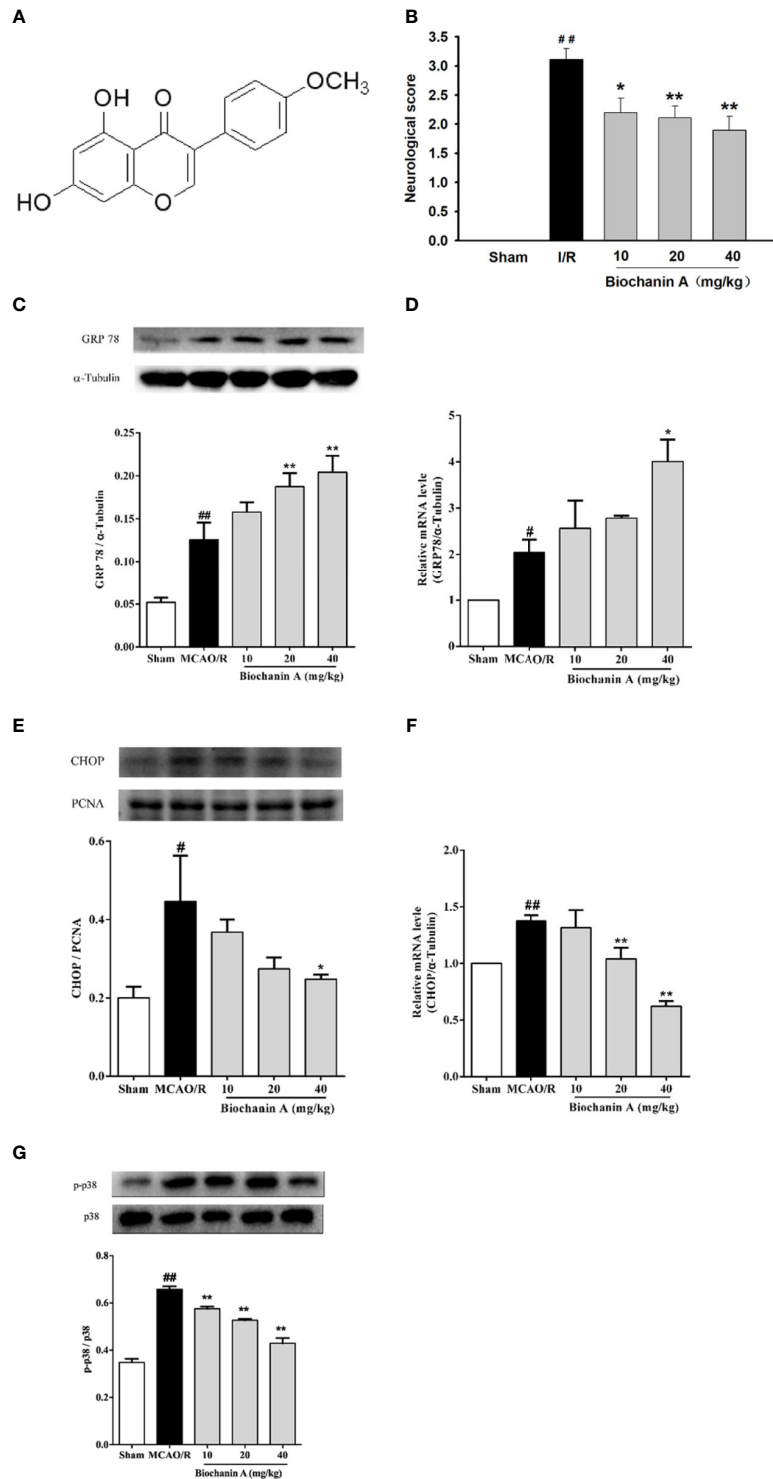 A
OH
O
OCH3
HO
O
B
Neurological score
3.5
3.0
2.5
2.0
1.5
1.0
0.5
0.0
##
*
**
**
Sham I/R 10 20 40
Biochanin A (mg/kg)
C
GRP 78
α-Tubulin
GRP 78 / α-Tubulin
0.25
0.20
0.15
0.10
0.05
0.00
##
**
**
Sham MCAO/R 10 20 40
Biochanin A (mg/kg)
D
Relative mRNA levle
(GRP78/α-Tubulin)
5
4
3
2
1
0
#
*
Sham MCAO/R 10 20 40
Biochanin A (mg/kg)
E
CHOP
PCNA
CHOP / PCNA
0.6
0.4
0.2
0.0
#
*
Sham MCAO/R 10 20 40
Biochanin A (mg/kg)
F
Relative mRNA levle
(CHOP/α-Tubulin)
2.0
1.5
1.0
0.5
0.0
##
**
**
Sham MCAO/R 10 20 40
Biochanin A (mg/kg)
G
p-p38
p38
p-p38 / p38
0.8
0.6
0.4
0.2
0.0
##
**
**
**
Sham MCAO/R 10 20 40
Biochanin A (mg/kg)